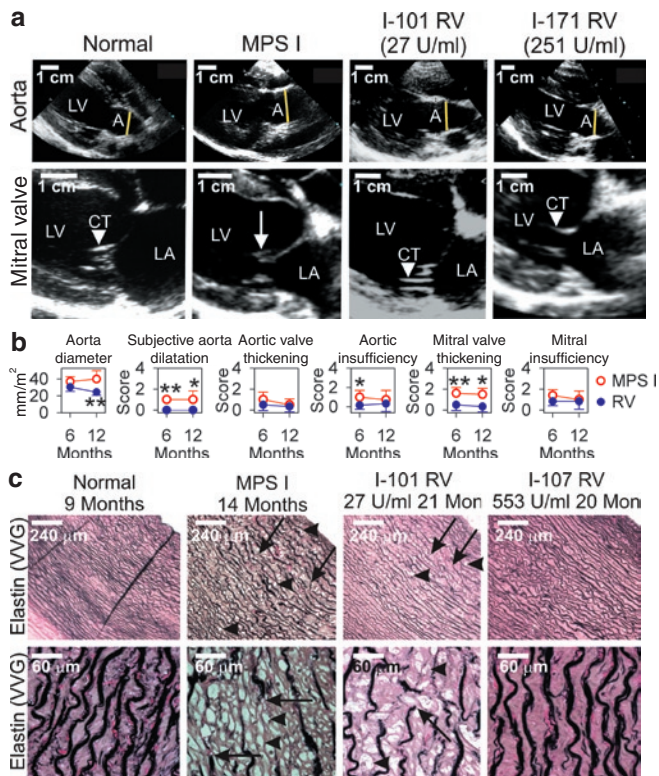 a
Normal
MPS I
I-101 RV
(27 U/ml)
I-171 RV
(251 U/ml)
Aorta
1 cm
LV
A
1 cm
LV
A
1 cm
LV
A
1 cm
LV
A
Mitral valve
1 cm
LV
CT
LA
1 cm
LV
LA
1 cm
LV
CT
LA
1 cm
LV
CT
LA
b
Aorta
diameter
Subjective aorta
dilatation
Aortic valve
thickening
Aortic
insufficiency
Mitral valve
thickening
Mitral
insufficiency
mm/m²
40
20
0
**
6 12
Months
Score
4
2
0
** *
6 12
Months
Score
4
2
0
6 12
Months
Score
4
2
0
*
6 12
Months
Score
4
2
0
** *
6 12
Months
Score
4
2
0
6 12
Months
MPS I
RV
c
Normal
9 Months
MPS I
14 Months
I-101 RV
27 U/ml 21 Mon
I-107 RV
553 U/ml 20 Mon
Elastin (VVG)
240 μm
240 μm
240 μm
240 μm
Elastin (VVG)
60 μm
60 μm
60 μm
60 μm